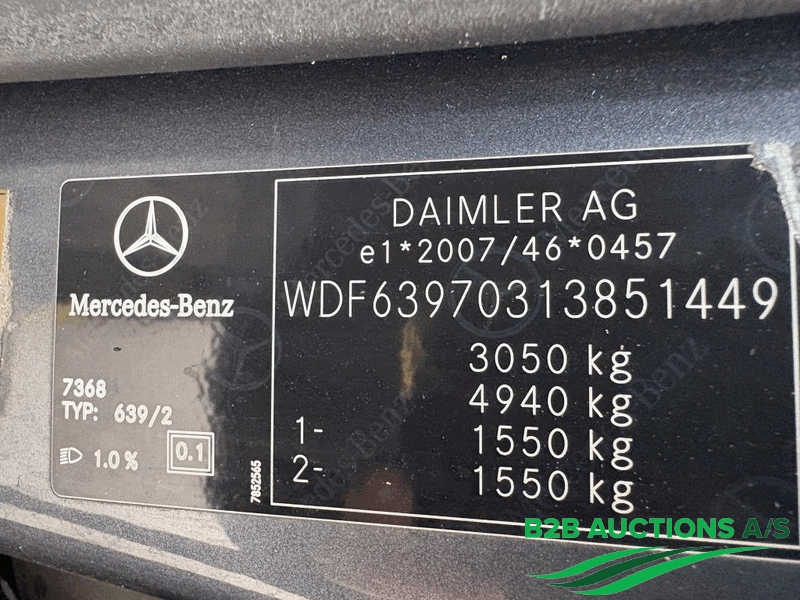 Mercedes-Benz
7368
TYP: 639/2
1.0 %
0.1
7852565
DAIMLER AG
e1*2007/46*0457
WDF63970313851449
3050 kg
4940 kg
1- 1550 kg
2- 1550 kg
B2B AUCTIONS A/S